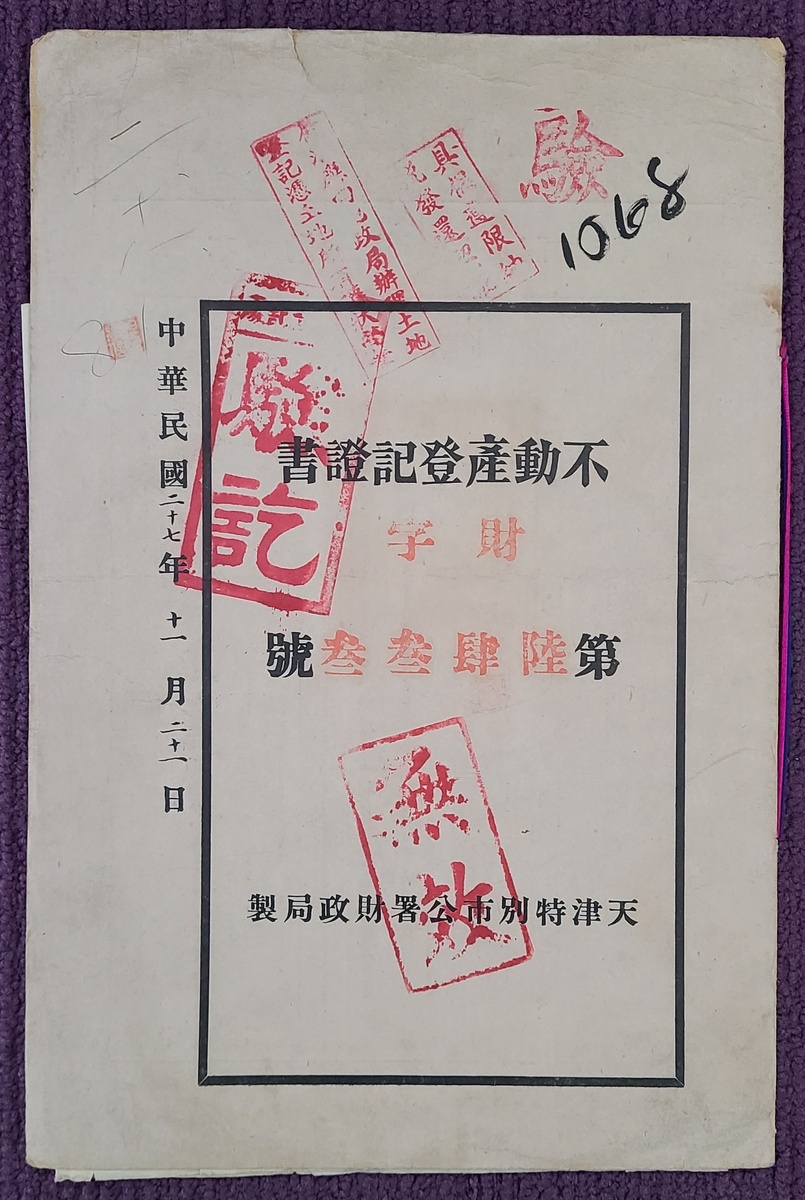 驗
1068
不動產登記證書
財字
第陸肆叁叁號
天津特別市公署財政局製
中華民國二十七年十一月二十一日
驗訖
無效